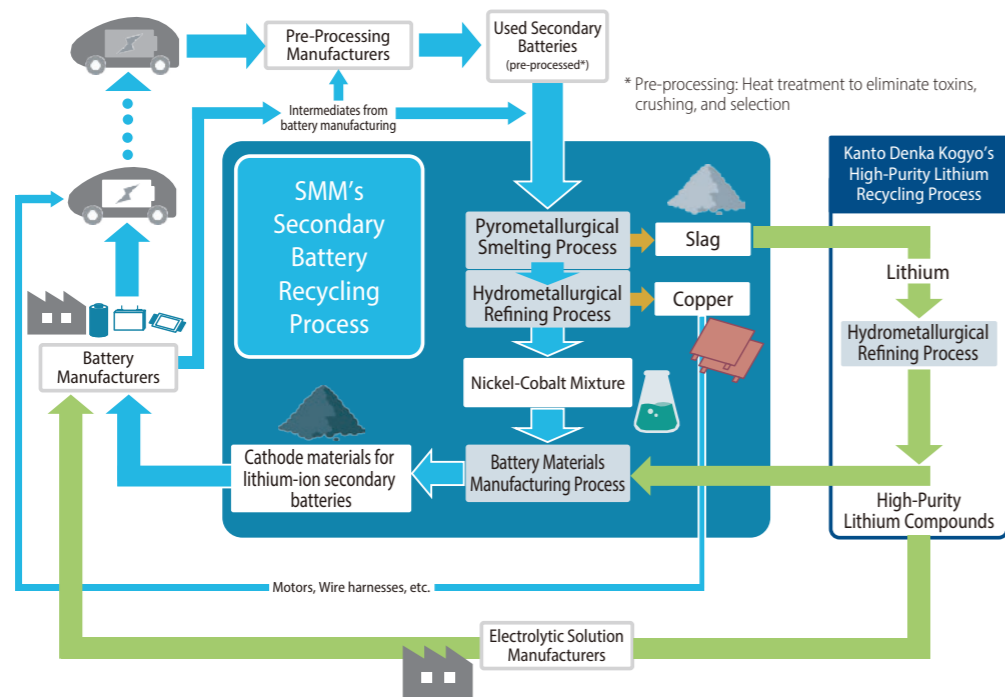 Pre-Processing
Manufacturers
Used Secondary
Batteries
(pre-processed*)
* Pre-processing: Heat treatment to eliminate toxins,
crushing, and selection
Intermediates from
battery manufacturing
SMM's
Secondary
Battery
Recycling
Process
Kanto Denka Kogyo's
High-Purity Lithium
Recycling Process
Pyrometallurgical
Smelting Process
Slag
Lithium
Hydrometallurgical
Refining Process
Copper
Hydrometallurgical
Refining Process
Battery
Manufacturers
Nickel-Cobalt Mixture
Cathode materials for
lithium-ion secondary
batteries
Battery Materials
Manufacturing Process
High-Purity
Lithium Compounds
Motors, Wire harnesses, etc.
Electrolytic Solution
Manufacturers